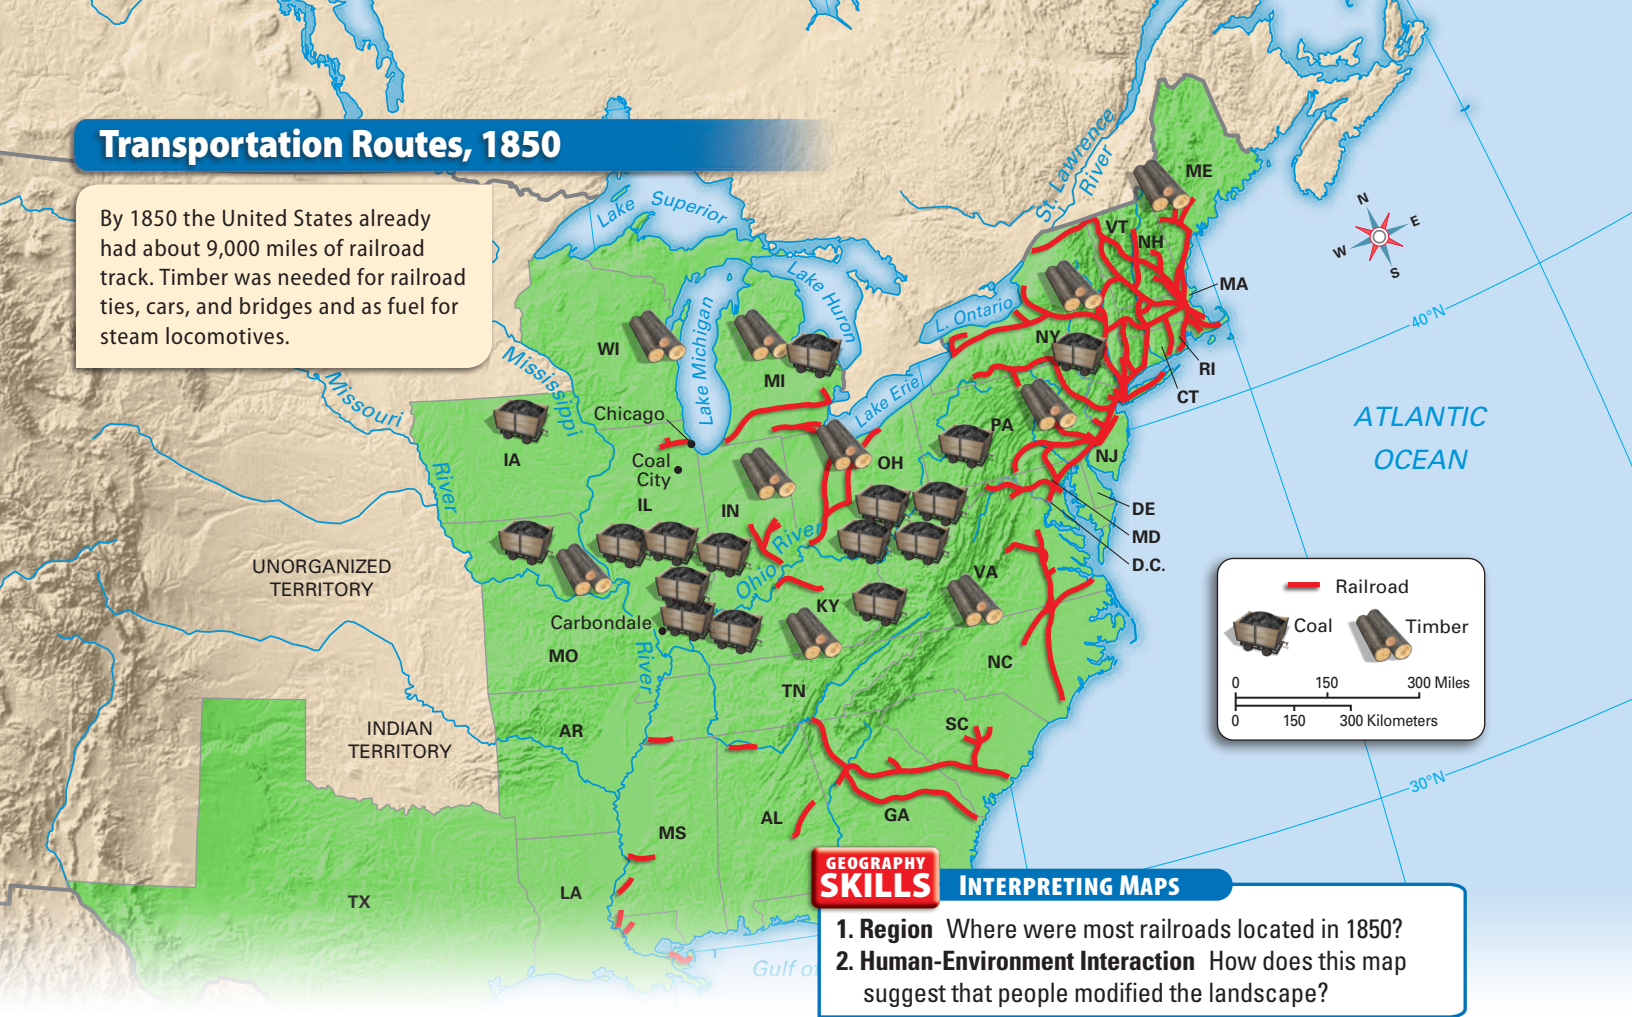 Transportation Routes, 1850
By 1850 the United States already
had about 9,000 miles of railroad
track. Timber was needed for railroad
ties, cars, and bridges and as fuel for
steam locomotives.
St. Lawrence
River
ME
N
E
W
S
Lake Superior
VT
NH
MA
Lake Huron
L. Ontario
40°N
Lake Michigan
WI
NY
Mississippi
Missouri
RI
MI
Lake Erie
CT
Chicago
ATLANTIC
OCEAN
PA
IA
Coal
City
OH
NJ
River
IL
IN
DE
MD
Ohio River
D.C.
UNORGANIZED
TERRITORY
VA
Railroad
KY
Carbondale
Coal
Timber
MO
River
NC
TN
0 150 300 Miles
0 150 300 Kilometers
INDIAN
TERRITORY
AR
SC
30°N
MS
AL
GA
LA
TX
Gulf of
GEOGRAPHY
SKILLS
INTERPRETING MAPS
1. Region Where were most railroads located in 1850?
2. Human-Environment Interaction How does this map
suggest that people modified the landscape?